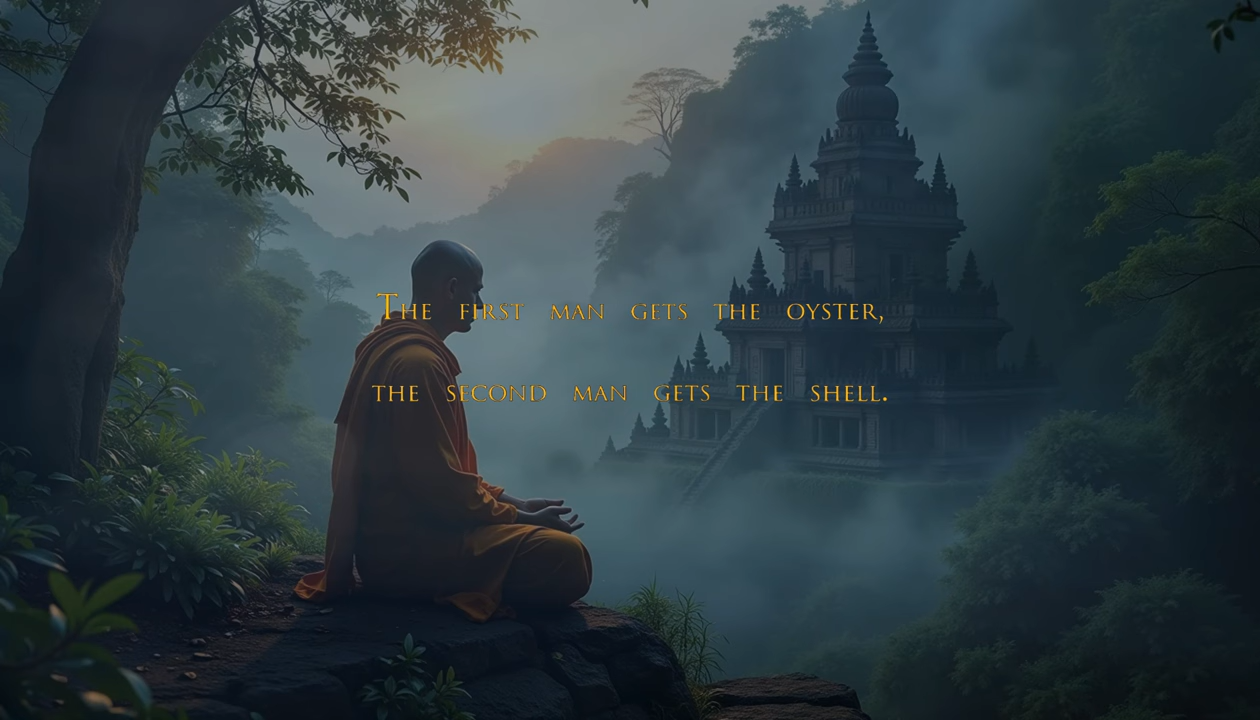 The first man gets the oyster,
the second man gets the shell.